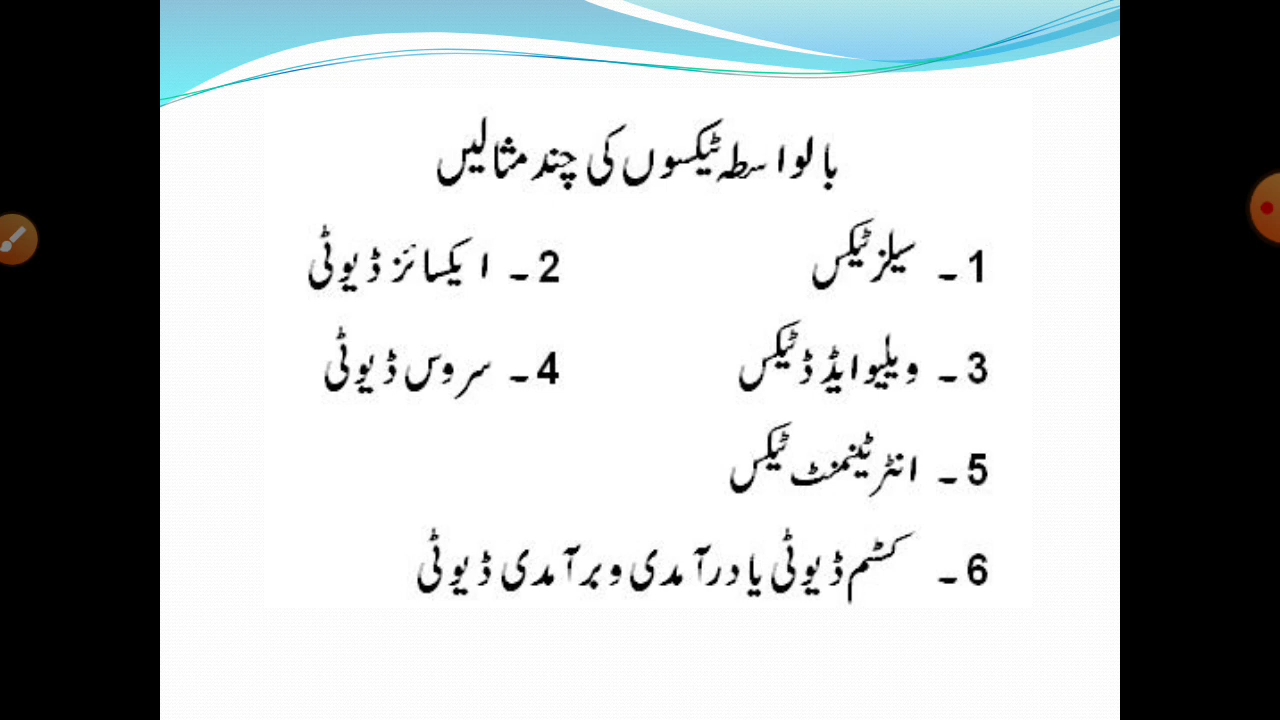 بالواسطہ ٹیکسوں کی چند مثالیں
1۔ سیلز ٹیکس 2۔ ایکسائز ڈیوٹی
3۔ ویلیو ایڈڈ ٹیکس 4۔ سروس ڈیوٹی
5۔ انٹرٹینمنٹ ٹیکس
6۔ کسٹم ڈیوٹی یا درآمدی و برآمدی ڈیوٹی